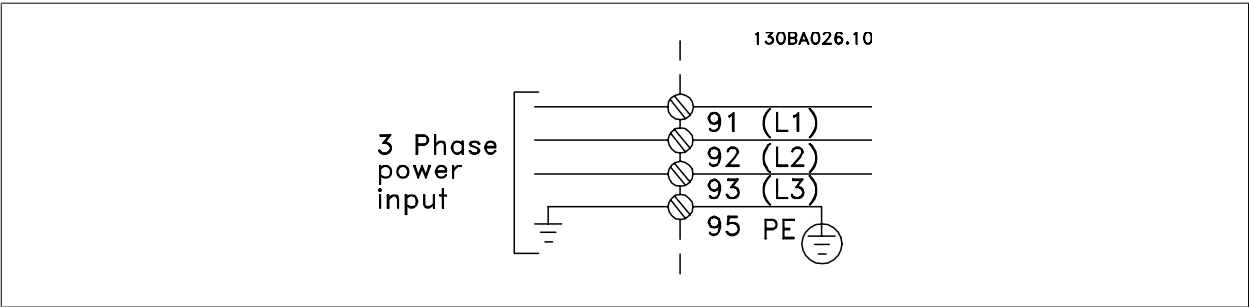 130BA026.10
3 Phase
power
input
91 (L1)
92 (L2)
93 (L3)
95 PE